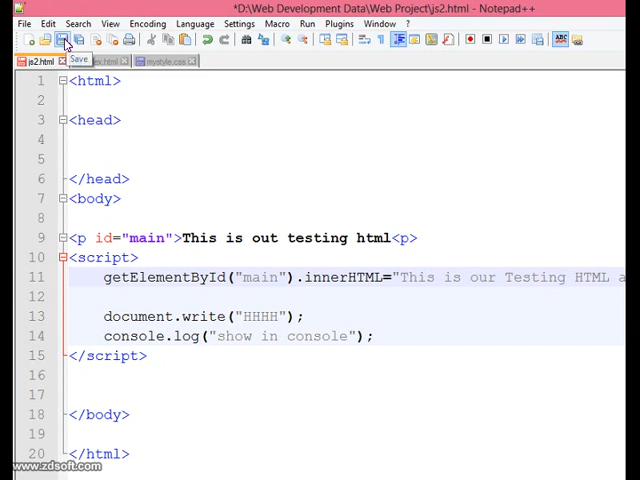 *D:\Web Development Data\Web Project\js2.html - Notepad++
File Edit Search View Encoding Language Settings Macro Run Plugins Window ?
ABC
Save
js2.html ex.html mystyle.css
1 <html>
2
3 <head>
4
5
6 </head>
7 <body>
8
9 <p id="main">This is out testing html<p>
10 <script>
11 getElementById("main").innerHTML="This is our Testing HTML a
12
13 document.write("HHHH");
14 console.log("show in console");
15 </script>
16
17
18 </body>
19
20 </html>
www.zdsoft.com